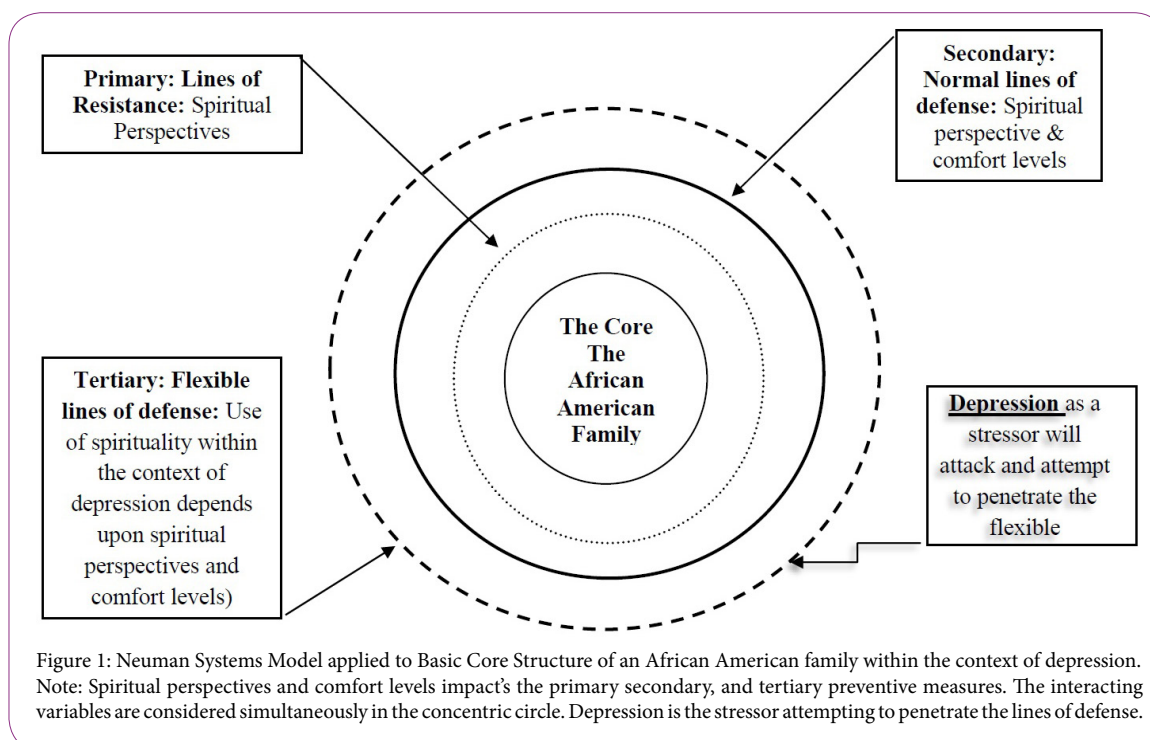 Primary: Lines of
Resistance: Spiritual
Perspectives
Secondary:
Normal lines of
defense: Spiritual
perspective &
comfort levels
The Core
The
African
American
Family
Tertiary: Flexible
lines of defense: Use
of spirituality within
the context of
depression depends
upon spiritual
perspectives and
comfort levels)
Depression as a
stressor will
attack and attempt
to penetrate the
flexible
Figure 1: Neuman Systems Model applied to Basic Core Structure of an African American family within the context of depression.
Note: Spiritual perspectives and comfort levels impact's the primary secondary, and tertiary preventive measures. The interacting
variables are considered simultaneously in the concentric circle. Depression is the stressor attempting to penetrate the lines of defense.